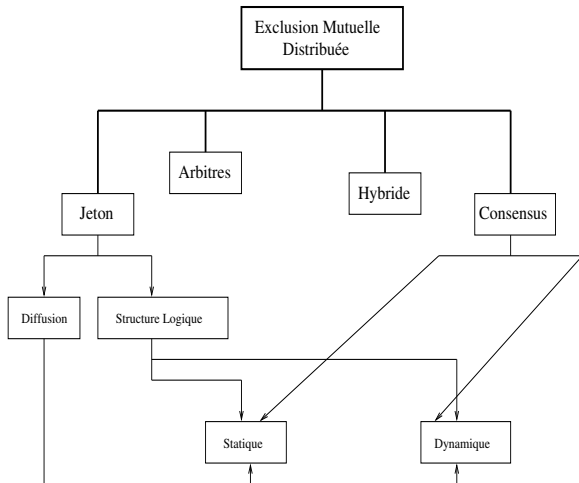 Exclusion Mutuelle
Distribuée
Arbitres
Hybride
Jeton
Consensus
Diffusion
Structure Logique
Statique
Dynamique